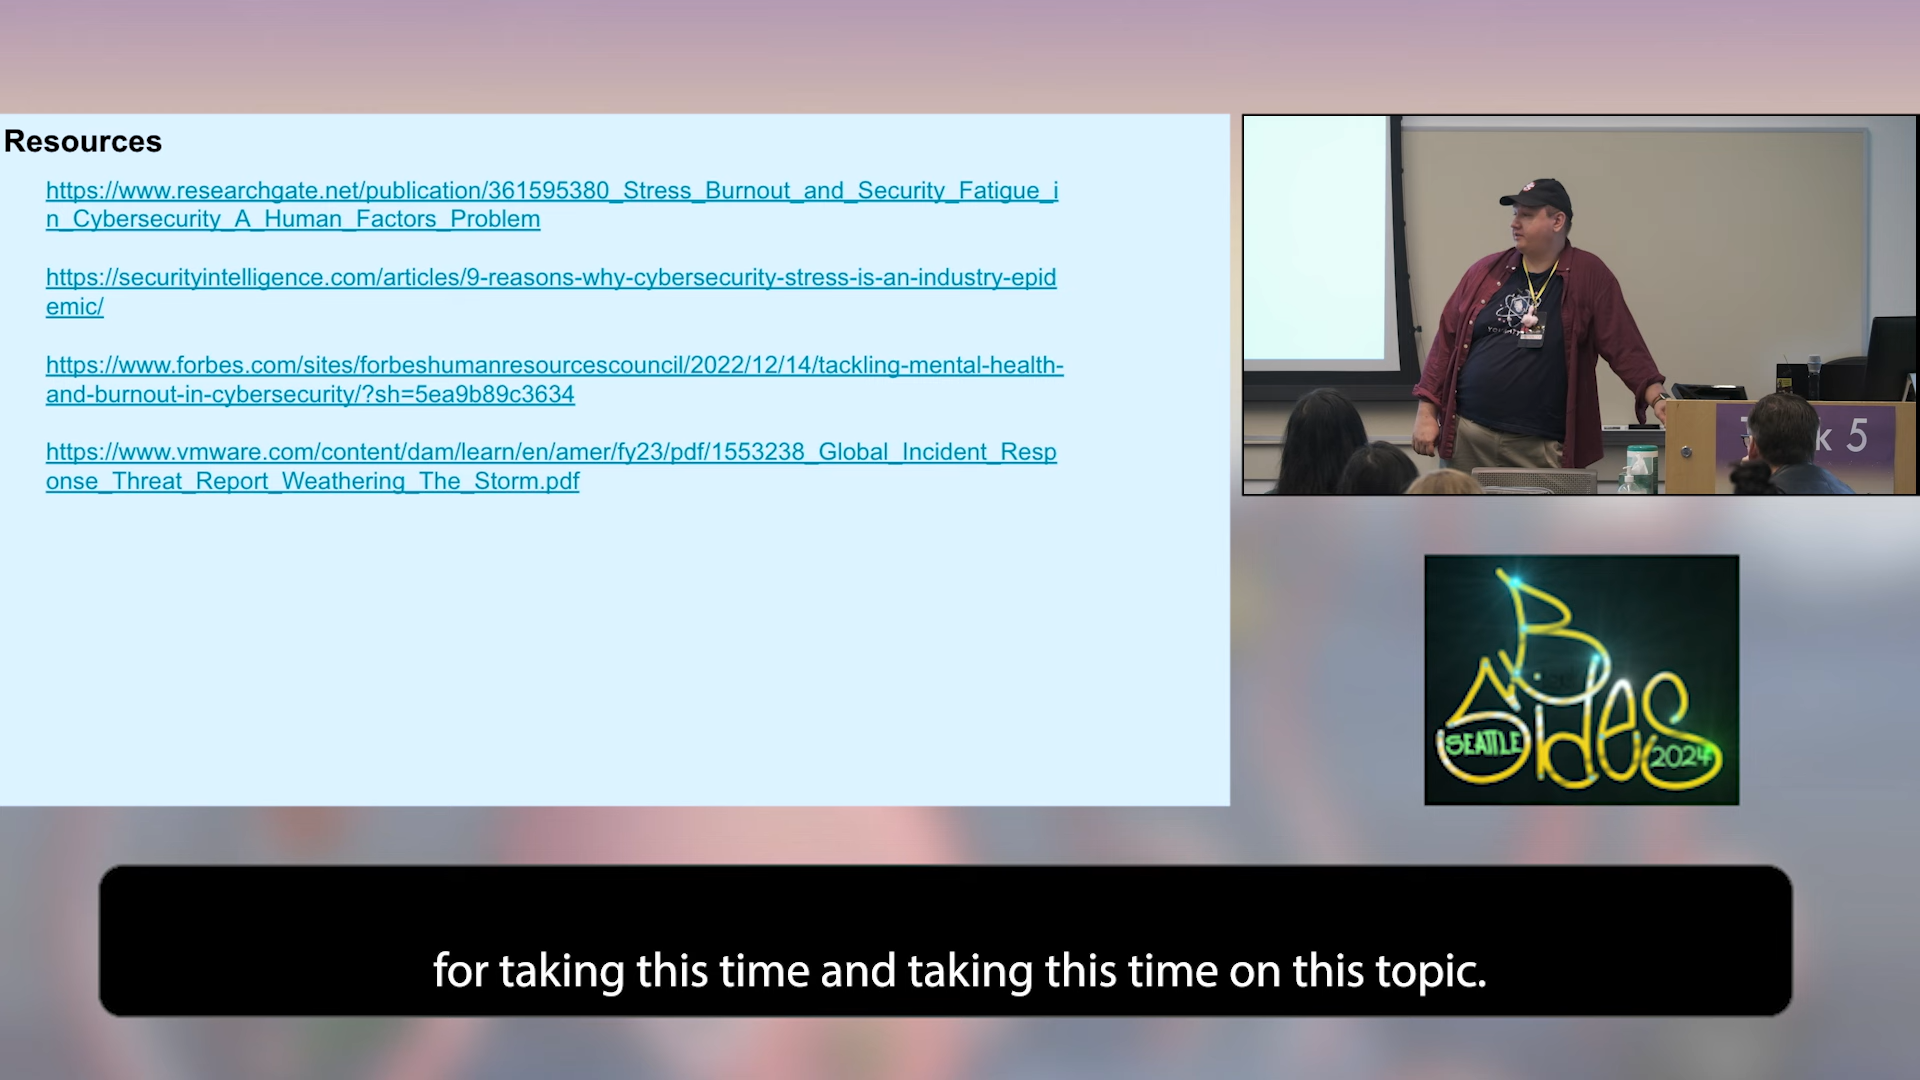 Resources
https://www.researchgate.net/publication/361595380_Stress_Burnout_and_Security_Fatigue_i
n_Cybersecurity_A_Human_Factors_Problem
https://securityintelligence.com/articles/9-reasons-why-cybersecurity-stress-is-an-industry-epid
emic/
https://www.forbes.com/sites/forbeshumanresourcescouncil/2022/12/14/tackling-mental-health-
and-burnout-in-cybersecurity/?sh=5ea9b89c3634
https://www.vmware.com/content/dam/learn/en/amer/fy23/pdf/1553238_Global_Incident_Resp
onse_Threat_Report_Weathering_The_Storm.pdf
k 5
B
Sides
SEATTLE
2024
for taking this time and taking this time on this topic.